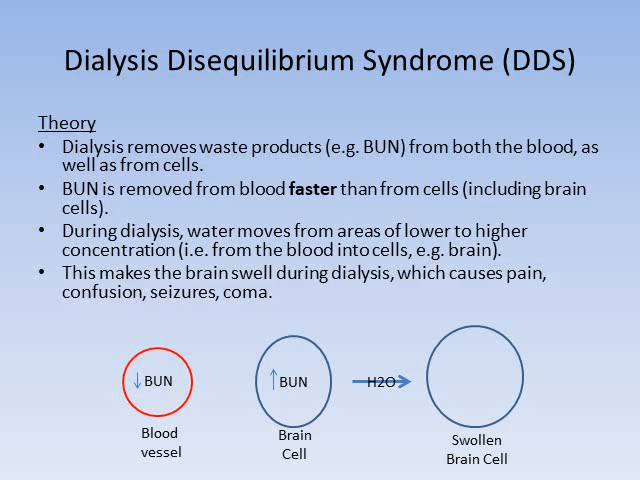 Dialysis Disequilibrium Syndrome (DDS)
Theory
• Dialysis removes waste products (e.g. BUN) from both the blood, as
well as from cells.
• BUN is removed from blood faster than from cells (including brain
cells).
• During dialysis, water moves from areas of lower to higher
concentration (i.e. from the blood into cells, e.g. brain).
• This makes the brain swell during dialysis, which causes pain,
confusion, seizures, coma.
↓ BUN
↑ BUN
H2O
Blood
vessel
Brain
Cell
Swollen
Brain Cell